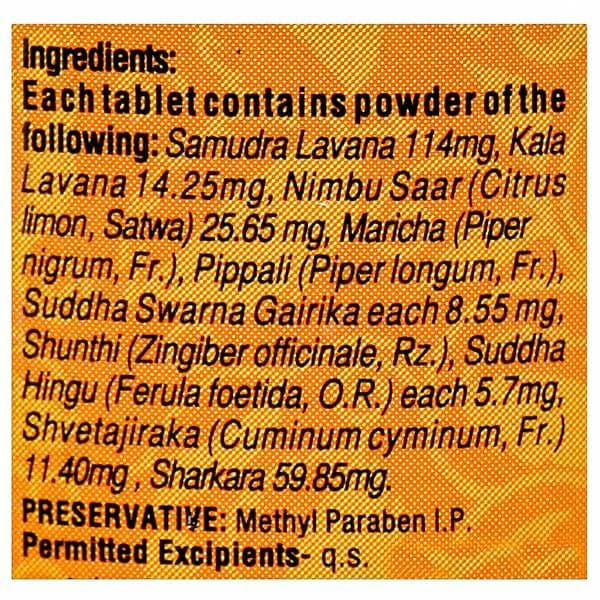 Ingredients:
Each tablet contains powder of the
following: Samudra Lavana 114mg, Kala
Lavana 14.25mg, Nimbu Saar (Citrus
limon, Satwa) 25.65 mg, Maricha (Piper
nigrum, Fr.), Pippali (Piper longum, Fr.),
Suddha Swarna Gairika each 8.55 mg,
Shunthi (Zingiber officinale, Rz.), Suddha
Hingu (Ferula foetida, O.R.) each 5.7mg,
Shvetajiraka (Cuminum cyminum, Fr.)
11.40mg , Sharkara 59.85mg.
PRESERVATIVE: Methyl Paraben I.P.
Permitted Excipients- q.s.